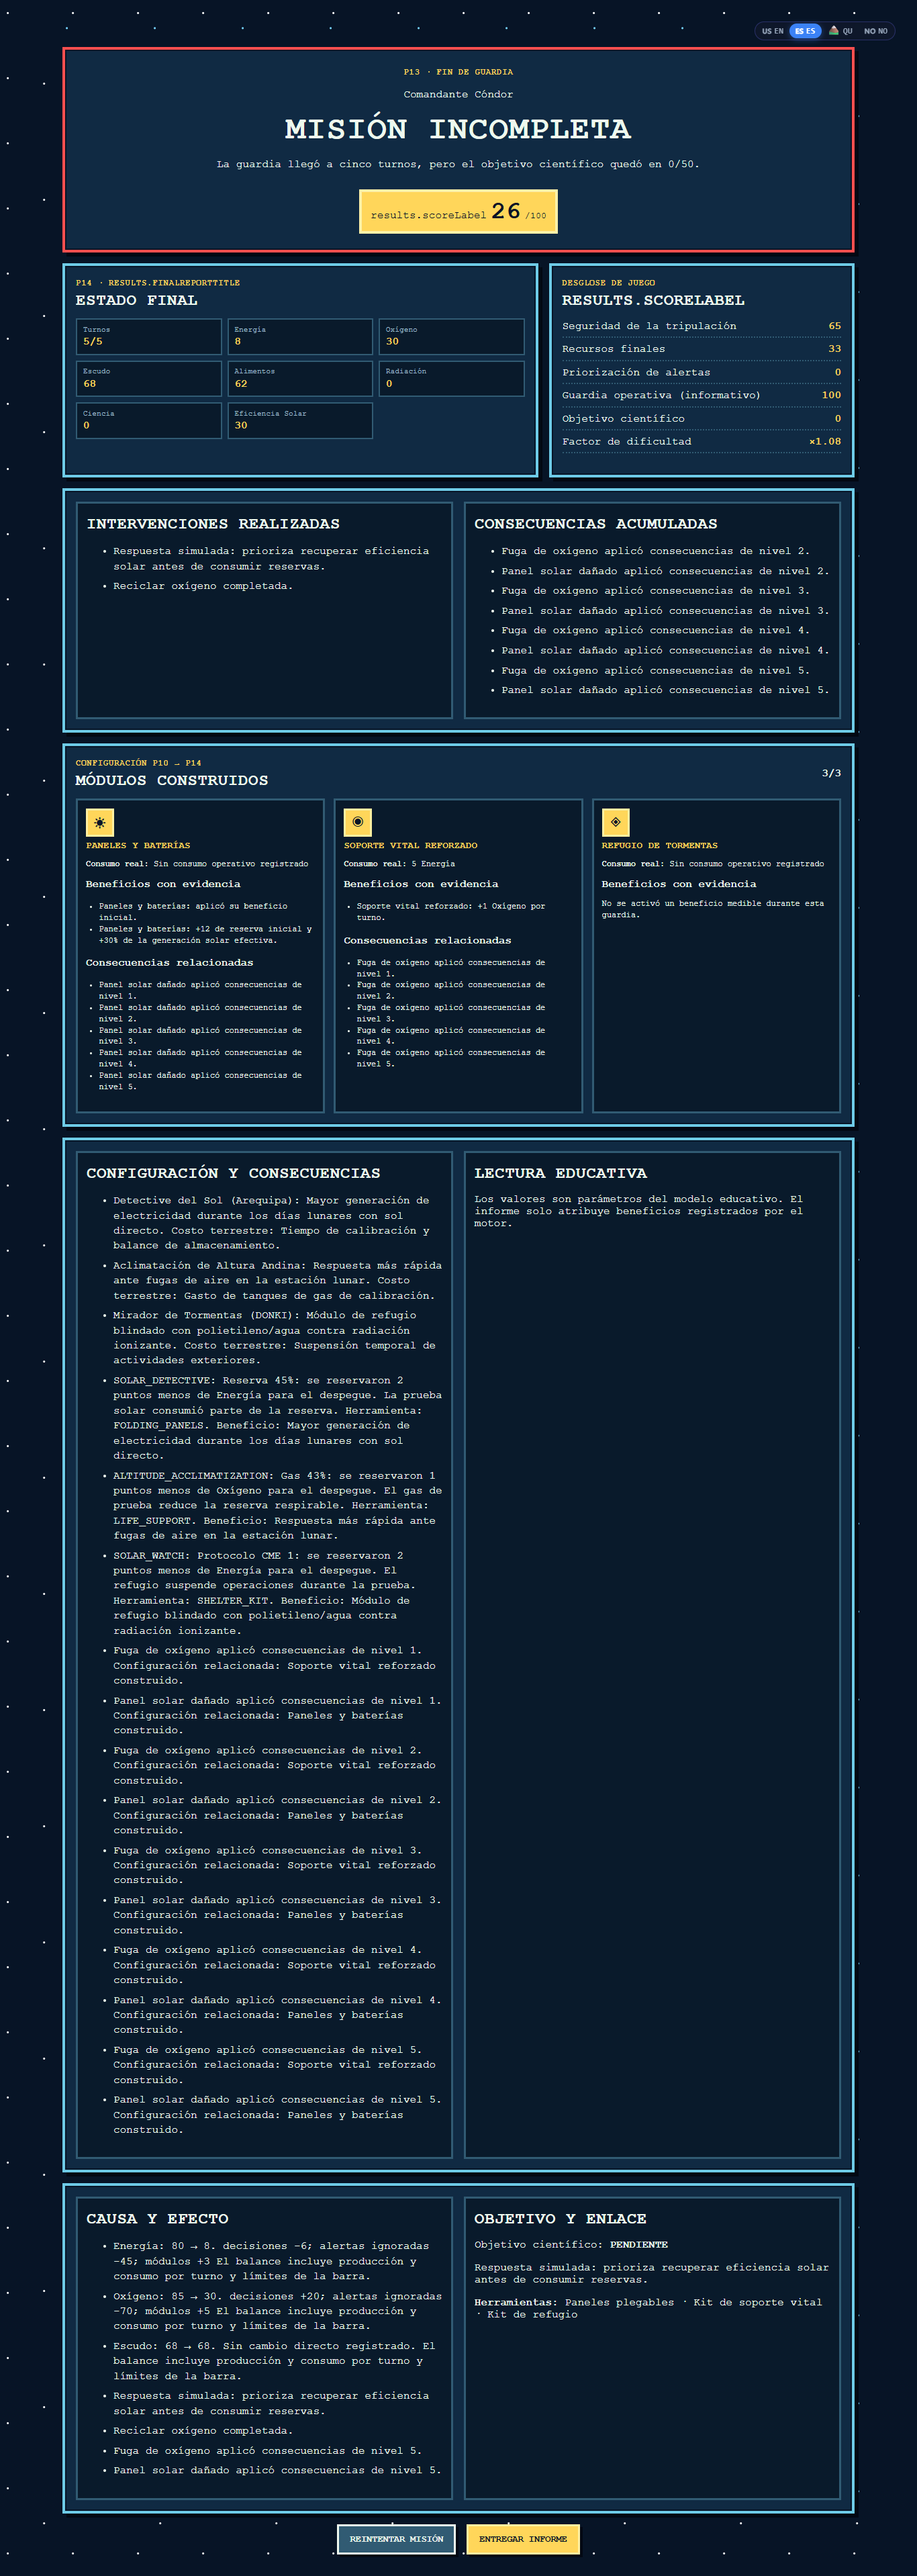 US EN ES ES QU NO NO
P13 · FIN DE GUARDIA
Comandante Cóndor
MISIÓN INCOMPLETA
La guardia llegó a cinco turnos, pero el objetivo científico quedó en 0/50.
results.scoreLabel 26 /100
P14 · RESULTS.FINALREPORTTITLE
ESTADO FINAL
Turnos
5/5
Energía
8
Oxígeno
30
Escudo
68
Alimentos
62
Radiación
0
Ciencia
0
Eficiencia Solar
30
DESGLOSE DE JUEGO
RESULTS.SCORELABEL
Seguridad de la tripulación 65
Recursos finales 33
Priorización de alertas 0
Guardia operativa (informativo) 100
Objetivo científico 0
Factor de dificultad ×1.08
INTERVENCIONES REALIZADAS
• Respuesta simulada: prioriza recuperar eficiencia
solar antes de consumir reservas.
• Reciclar oxígeno completada.
CONSECUENCIAS ACUMULADAS
• Fuga de oxígeno aplicó consecuencias de nivel 2.
• Panel solar dañado aplicó consecuencias de nivel 2.
• Fuga de oxígeno aplicó consecuencias de nivel 3.
• Panel solar dañado aplicó consecuencias de nivel 3.
• Fuga de oxígeno aplicó consecuencias de nivel 4.
• Panel solar dañado aplicó consecuencias de nivel 4.
• Fuga de oxígeno aplicó consecuencias de nivel 5.
• Panel solar dañado aplicó consecuencias de nivel 5.
CONFIGURACIÓN P10 → P14
MÓDULOS CONSTRUIDOS
3/3
PANELES Y BATERÍAS
Consumo real: Sin consumo operativo registrado
Beneficios con evidencia
• Paneles y baterías: aplicó su beneficio
inicial.
• Paneles y baterías: +12 de reserva inicial y
+30% de la generación solar efectiva.
Consecuencias relacionadas
• Panel solar dañado aplicó consecuencias de
nivel 1.
• Panel solar dañado aplicó consecuencias de
nivel 2.
• Panel solar dañado aplicó consecuencias de
nivel 3.
• Panel solar dañado aplicó consecuencias de
nivel 4.
• Panel solar dañado aplicó consecuencias de
nivel 5.
SOPORTE VITAL REFORZADO
Consumo real: 5 Energía
Beneficios con evidencia
• Soporte vital reforzado: +1 Oxígeno por
turno.
Consecuencias relacionadas
• Fuga de oxígeno aplicó consecuencias de
nivel 1.
• Fuga de oxígeno aplicó consecuencias de
nivel 2.
• Fuga de oxígeno aplicó consecuencias de
nivel 3.
• Fuga de oxígeno aplicó consecuencias de
nivel 4.
• Fuga de oxígeno aplicó consecuencias de
nivel 5.
REFUGIO DE TORMENTAS
Consumo real: Sin consumo operativo registrado
Beneficios con evidencia
No se activó un beneficio medible durante esta
guardia.
CONFIGURACIÓN Y CONSECUENCIAS
• Detective del Sol (Arequipa): Mayor generación de
electricidad durante los días lunares con sol
directo. Costo terrestre: Tiempo de calibración y
balance de almacenamiento.
• Aclimatación de Altura Andina: Respuesta más rápida
ante fugas de aire en la estación lunar. Costo
terrestre: Gasto de tanques de gas de calibración.
• Mirador de Tormentas (DONKI): Módulo de refugio
blindado con polietileno/agua contra radiación
ionizante. Costo terrestre: Suspensión temporal de
actividades exteriores.
• SOLAR_DETECTIVE: Reserva 45%: se reservaron 2
puntos menos de Energía para el despegue. La prueba
solar consumió parte de la reserva. Herramienta:
FOLDING_PANELS. Beneficio: Mayor generación de
electricidad durante los días lunares con sol
directo.
• ALTITUDE_ACCLIMATIZATION: Gas 43%: se reservaron 1
puntos menos de Oxígeno para el despegue. El gas de
prueba reduce la reserva respirable. Herramienta:
LIFE_SUPPORT. Beneficio: Respuesta más rápida ante
fugas de aire en la estación lunar.
• SOLAR_WATCH: Protocolo CME 1: se reservaron 2
puntos menos de Energía para el despegue. El
refugio suspende operaciones durante la prueba.
Herramienta: SHELTER_KIT. Beneficio: Módulo de
refugio blindado con polietileno/agua contra
radiación ionizante.
• Fuga de oxígeno aplicó consecuencias de nivel 1.
Configuración relacionada: Soporte vital reforzado
construido.
• Panel solar dañado aplicó consecuencias de nivel 1.
Configuración relacionada: Paneles y baterías
construido.
• Fuga de oxígeno aplicó consecuencias de nivel 2.
Configuración relacionada: Soporte vital reforzado
construido.
• Panel solar dañado aplicó consecuencias de nivel 2.
Configuración relacionada: Paneles y baterías
construido.
• Fuga de oxígeno aplicó consecuencias de nivel 3.
Configuración relacionada: Soporte vital reforzado
construido.
• Panel solar dañado aplicó consecuencias de nivel 3.
Configuración relacionada: Paneles y baterías
construido.
• Fuga de oxígeno aplicó consecuencias de nivel 4.
Configuración relacionada: Soporte vital reforzado
construido.
• Panel solar dañado aplicó consecuencias de nivel 4.
Configuración relacionada: Paneles y baterías
construido.
• Fuga de oxígeno aplicó consecuencias de nivel 5.
Configuración relacionada: Soporte vital reforzado
construido.
• Panel solar dañado aplicó consecuencias de nivel 5.
Configuración relacionada: Paneles y baterías
construido.
LECTURA EDUCATIVA
Los valores son parámetros del modelo educativo. El
informe solo atribuye beneficios registrados por el
motor.
CAUSA Y EFECTO
• Energía: 80 → 8. decisiones −6; alertas ignoradas
−45; módulos +3 El balance incluye producción y
consumo por turno y límites de la barra.
• Oxígeno: 85 → 30. decisiones +20; alertas ignoradas
−70; módulos +5 El balance incluye producción y
consumo por turno y límites de la barra.
• Escudo: 68 → 68. Sin cambio directo registrado. El
balance incluye producción y consumo por turno y
límites de la barra.
• Respuesta simulada: prioriza recuperar eficiencia
solar antes de consumir reservas.
• Reciclar oxígeno completada.
• Fuga de oxígeno aplicó consecuencias de nivel 5.
• Panel solar dañado aplicó consecuencias de nivel 5.
OBJETIVO Y ENLACE
Objetivo científico: PENDIENTE
Respuesta simulada: prioriza recuperar eficiencia solar
antes de consumir reservas.
Herramientas: Paneles plegables · Kit de soporte vital
· Kit de refugio
REINTENTAR MISIÓN
ENTREGAR INFORME